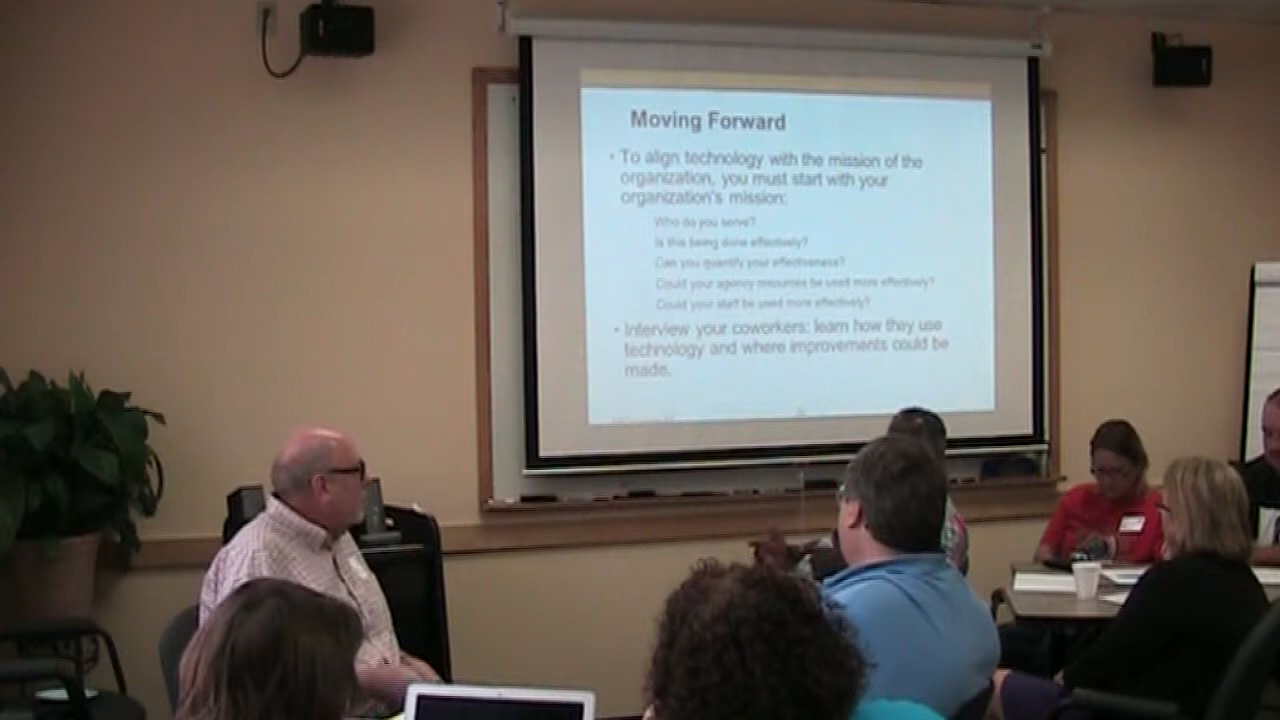 Moving Forward
• To align technology with the mission of the
organization, you must start with your
organization's mission:
Who do you serve?
Is this being done effectively?
Can you quantify your effectiveness?
Could your agency resources be used more effectively?
Could your staff be used more effectively?
• Interview your coworkers: learn how they use
technology and where improvements could be
made.